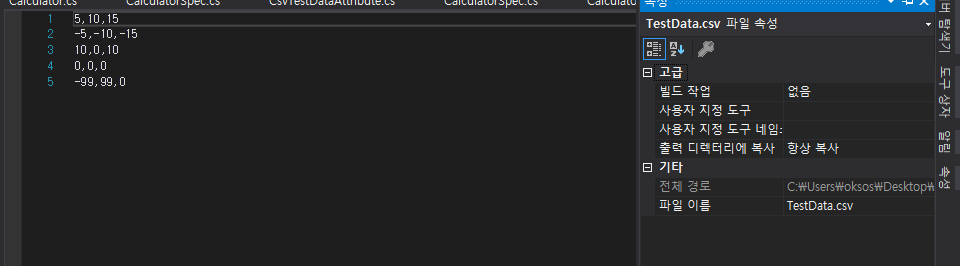 Calculator.cs
CalculatorSpec.cs
CsvTestDataAttribute.cs
CalculatorSpec.cs
속성
1 5,10,15
2 -5,-10,-15
3 10,0,10
4 0,0,0
5 -99,99,0
TestData.csv 파일 속성
고급
빌드 작업 없음
사용자 지정 도구
사용자 지정 도구 네임
출력 디렉터리에 복사 항상 복사
기타
전체 경로 C:₩Users₩oksos₩Desktop₩
파일 이름 TestData.csv
탐색기
도구 상자
알림
속성